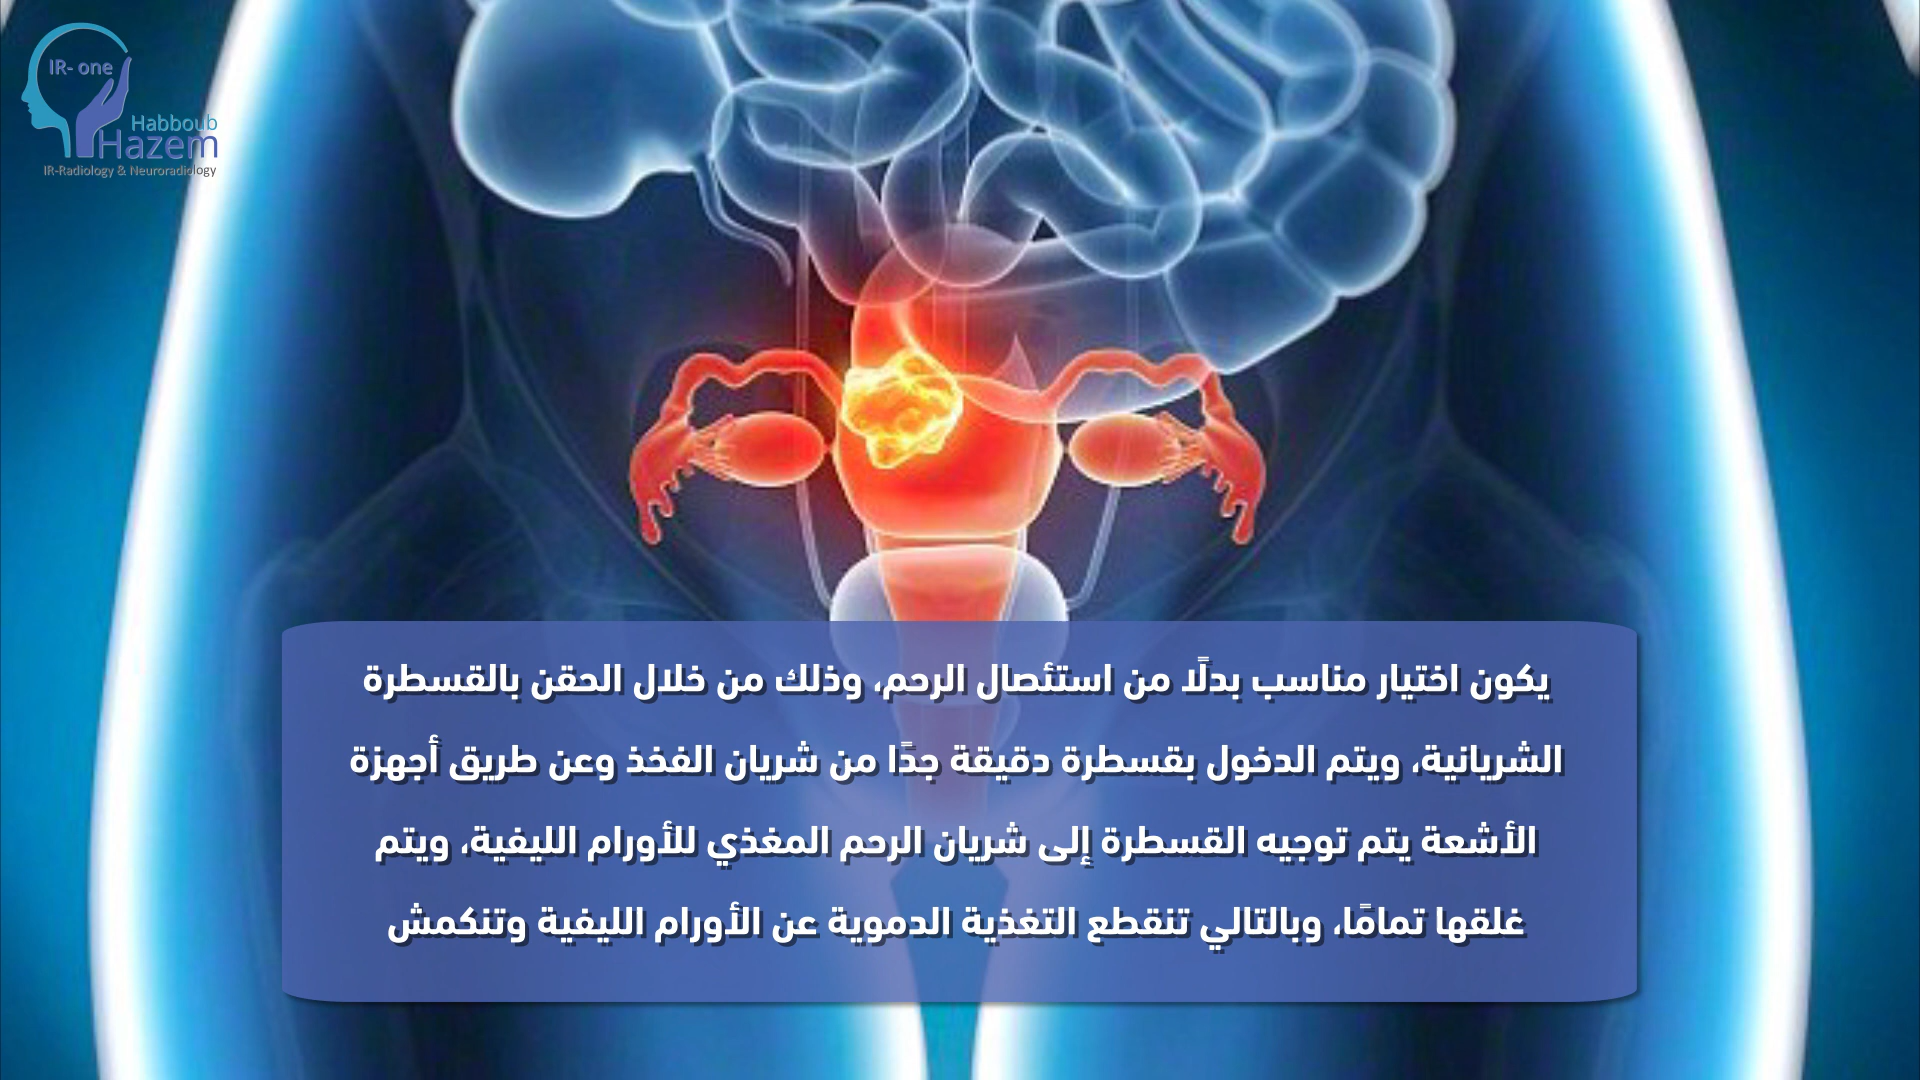 IR- one
Habboub
Hazem
IR-Radiology & Neuroradiology
يكون اختيار مناسب بدلًا من استئصال الرحم، وذلك من خلال الحقن بالقسطرة
الشريانية، ويتم الدخول بقسطرة دقيقة جدًا من شريان الفخذ وعن طريق أجهزة
الأشعة يتم توجيه القسطرة إلى شريان الرحم المغذي للأورام الليفية، ويتم
غلقها تمامًا، وبالتالي تنقطع التغذية الدموية عن الأورام الليفية وتنكمش